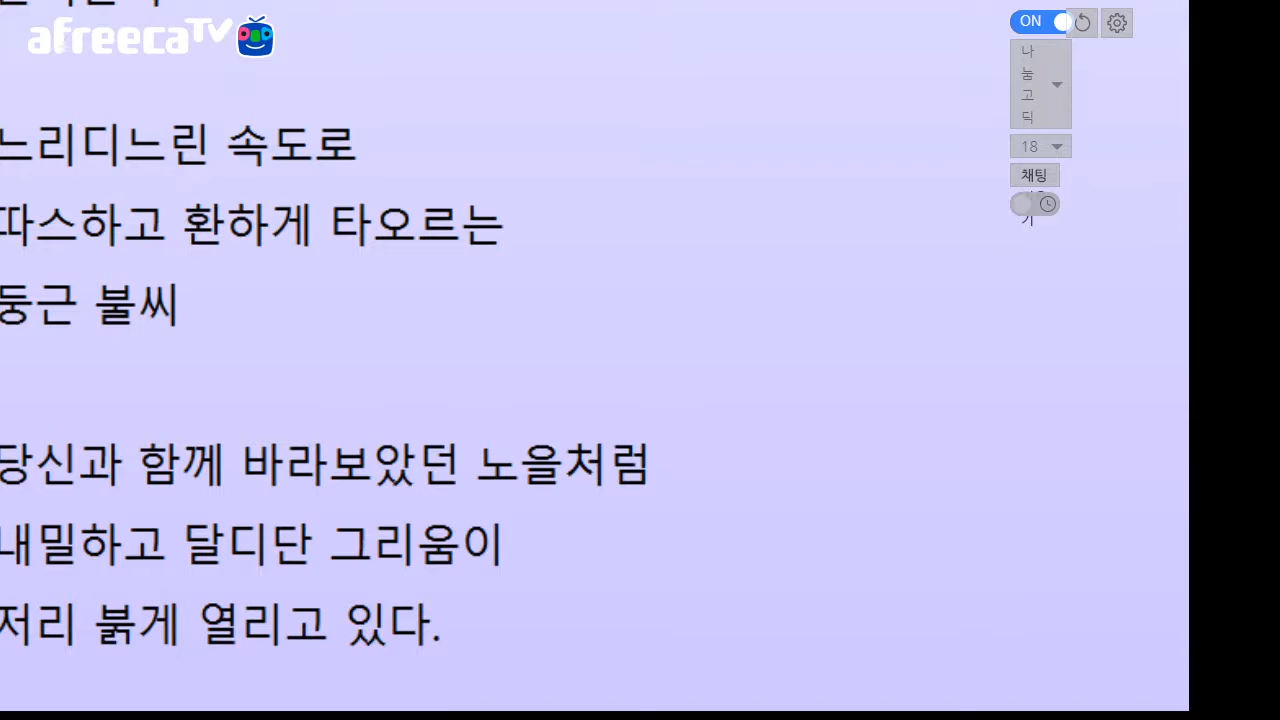 afreecaTV
ON
나
눔
고
딕
18
채팅
기
느리디느린 속도로
따스하고 환하게 타오르는
둥근 불씨
당신과 함께 바라보았던 노을처럼
내밀하고 달디단 그리움이
저리 붉게 열리고 있다.